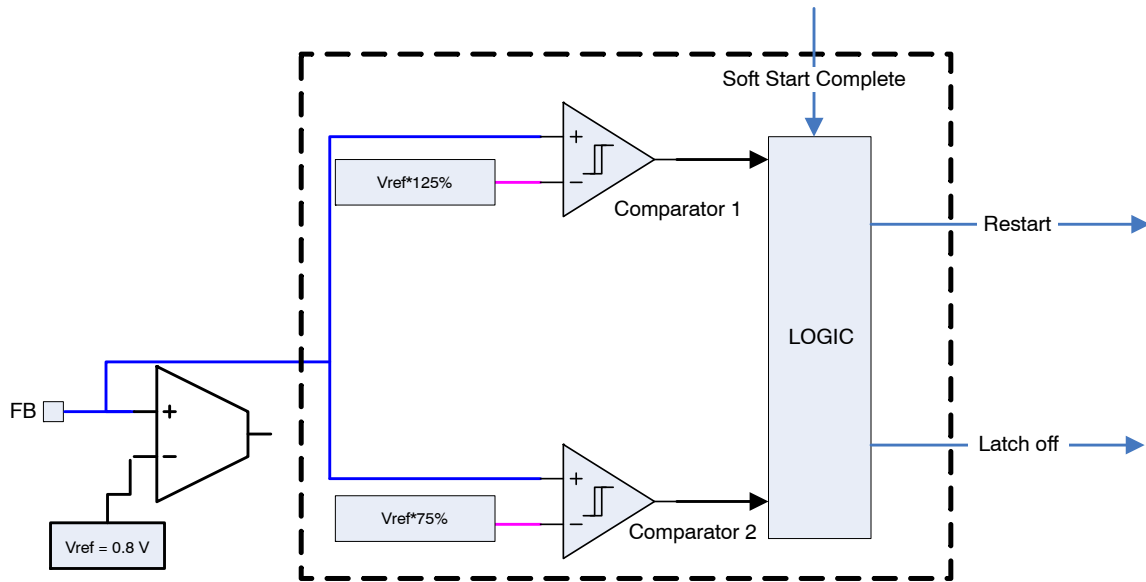 Soft Start Complete
+
Vref*125%
−
Comparator 1
Restart
LOGIC
FB
+
−
Vref = 0.8 V
+
Vref*75%
−
Comparator 2
Latch off